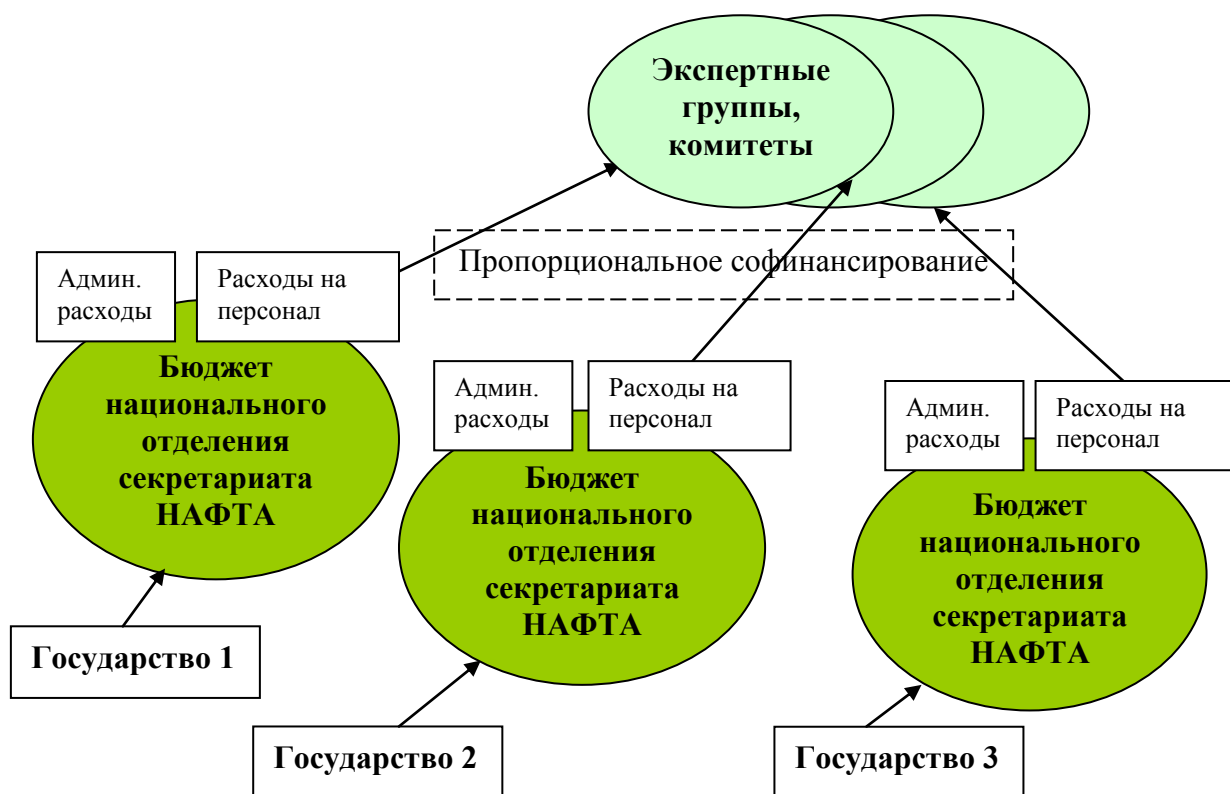 Экспертные
группы,
комитеты
Пропорциональное софинансирование
Админ.
расходы
Расходы на
персонал
Бюджет
национального
отделения
секретариата
НАФТА
Государство 1
Админ.
расходы
Расходы на
персонал
Бюджет
национального
отделения
секретариата
НАФТА
Государство 2
Админ.
расходы
Расходы на
персонал
Бюджет
национального
отделения
секретариата
НАФТА
Государство 3